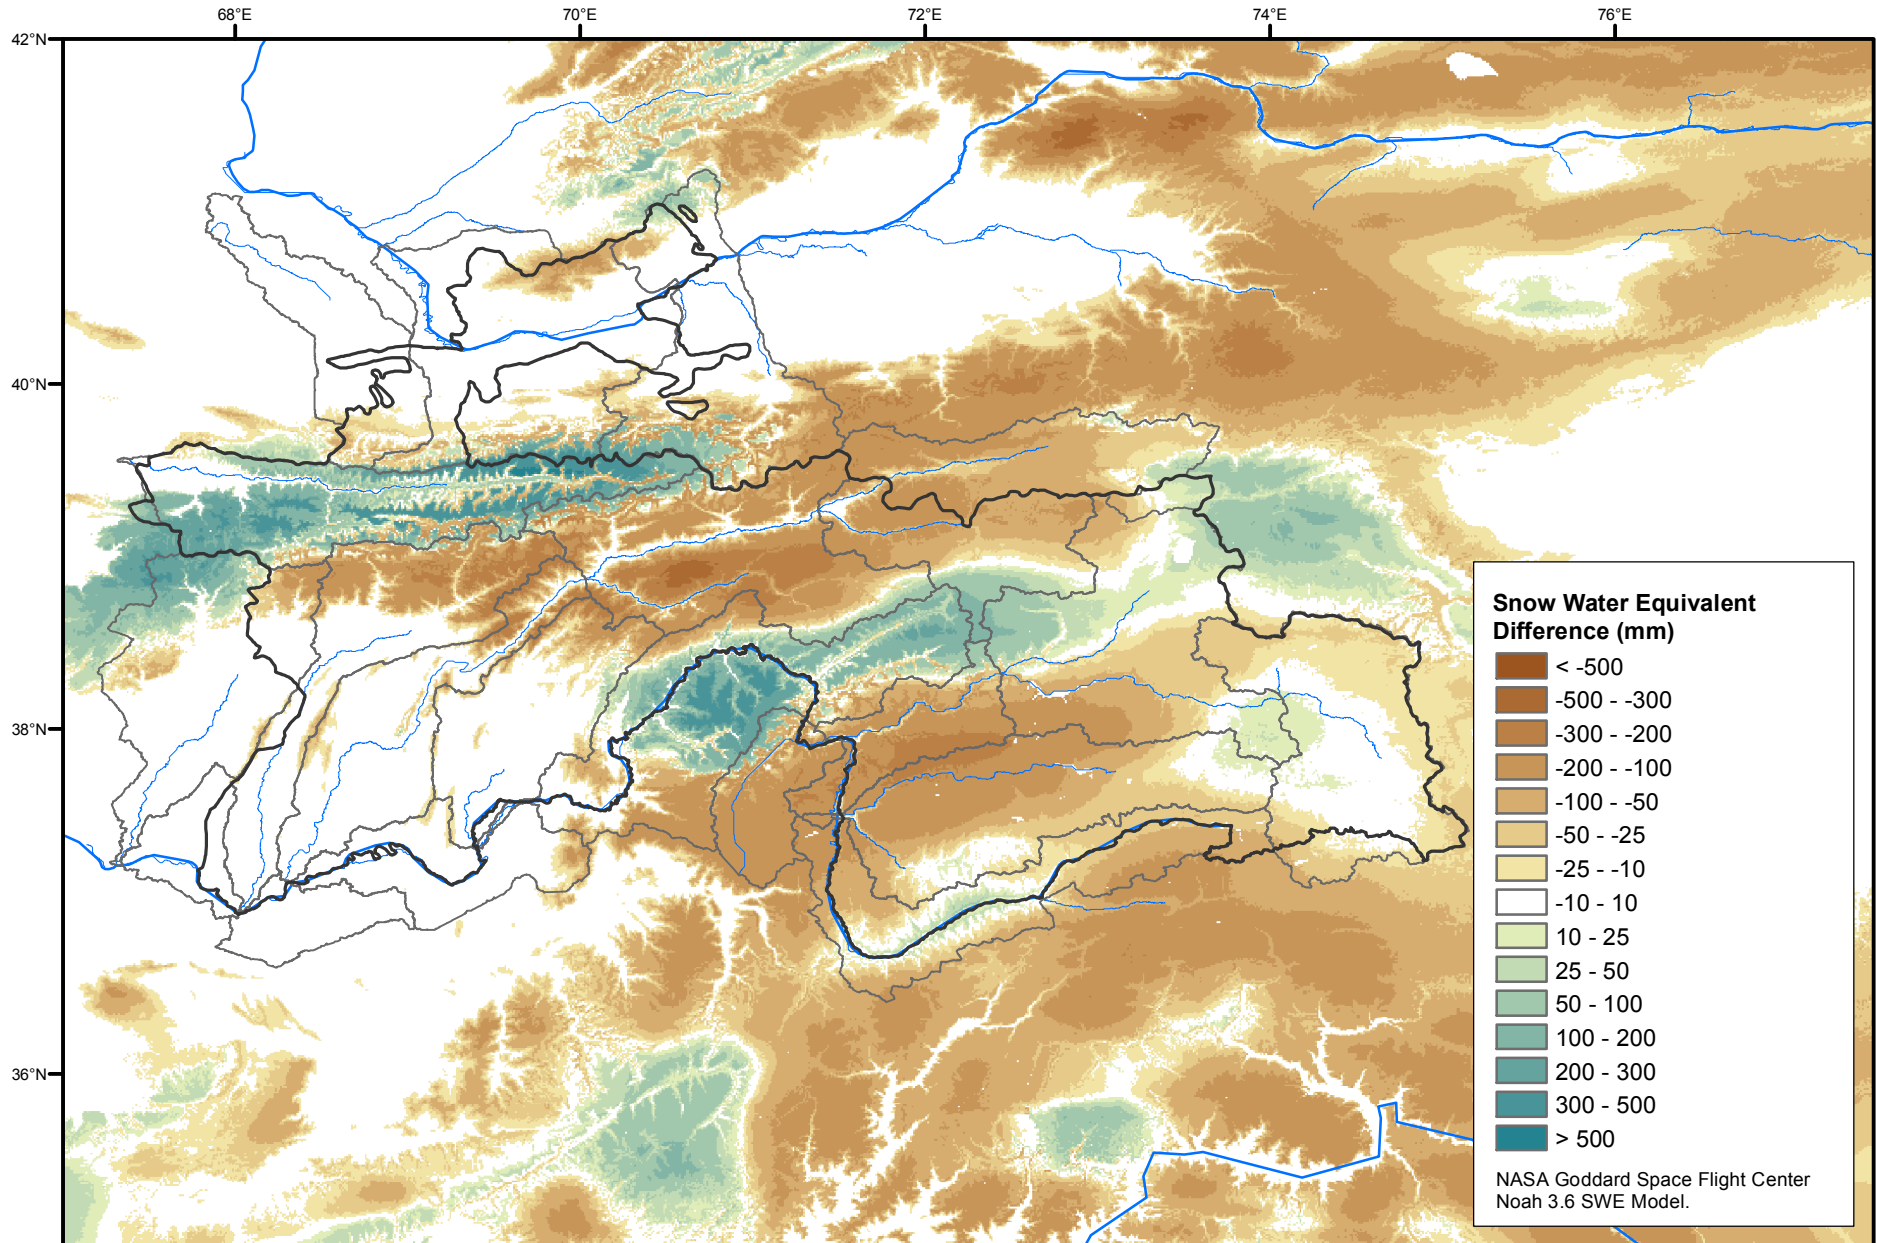 68°E
70°E
72°E
74°E
76°E
42°N
40°N
38°N
36°N
Snow Water Equivalent
Difference (mm)
< -500
-500 - -300
-300 - -200
-200 - -100
-100 - -50
-50 - -25
-25 - -10
-10 - 10
10 - 25
25 - 50
50 - 100
100 - 200
200 - 300
300 - 500
> 500
NASA Goddard Space Flight Center
Noah 3.6 SWE Model.